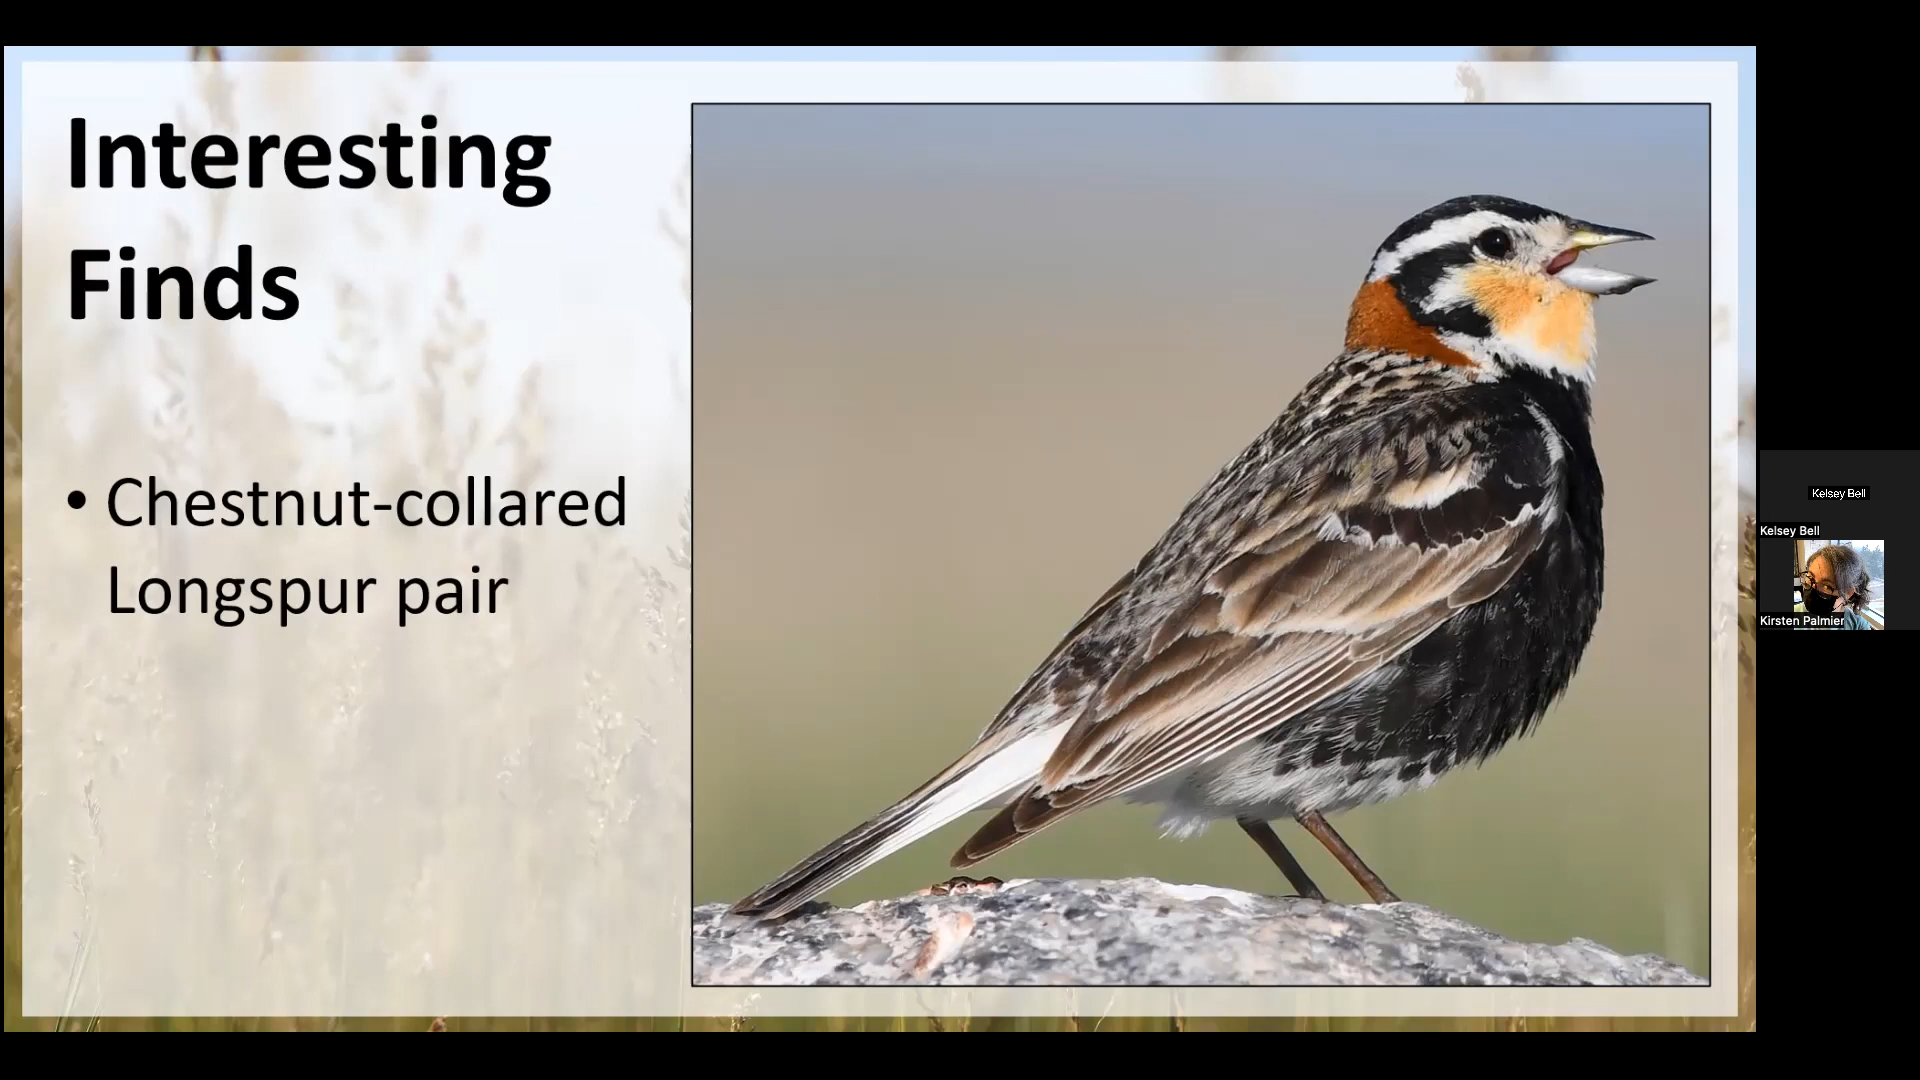 Interesting
Finds
• Chestnut-collared
Longspur pair
Kelsey Bell
Kelsey Bell
Kirsten Palmier